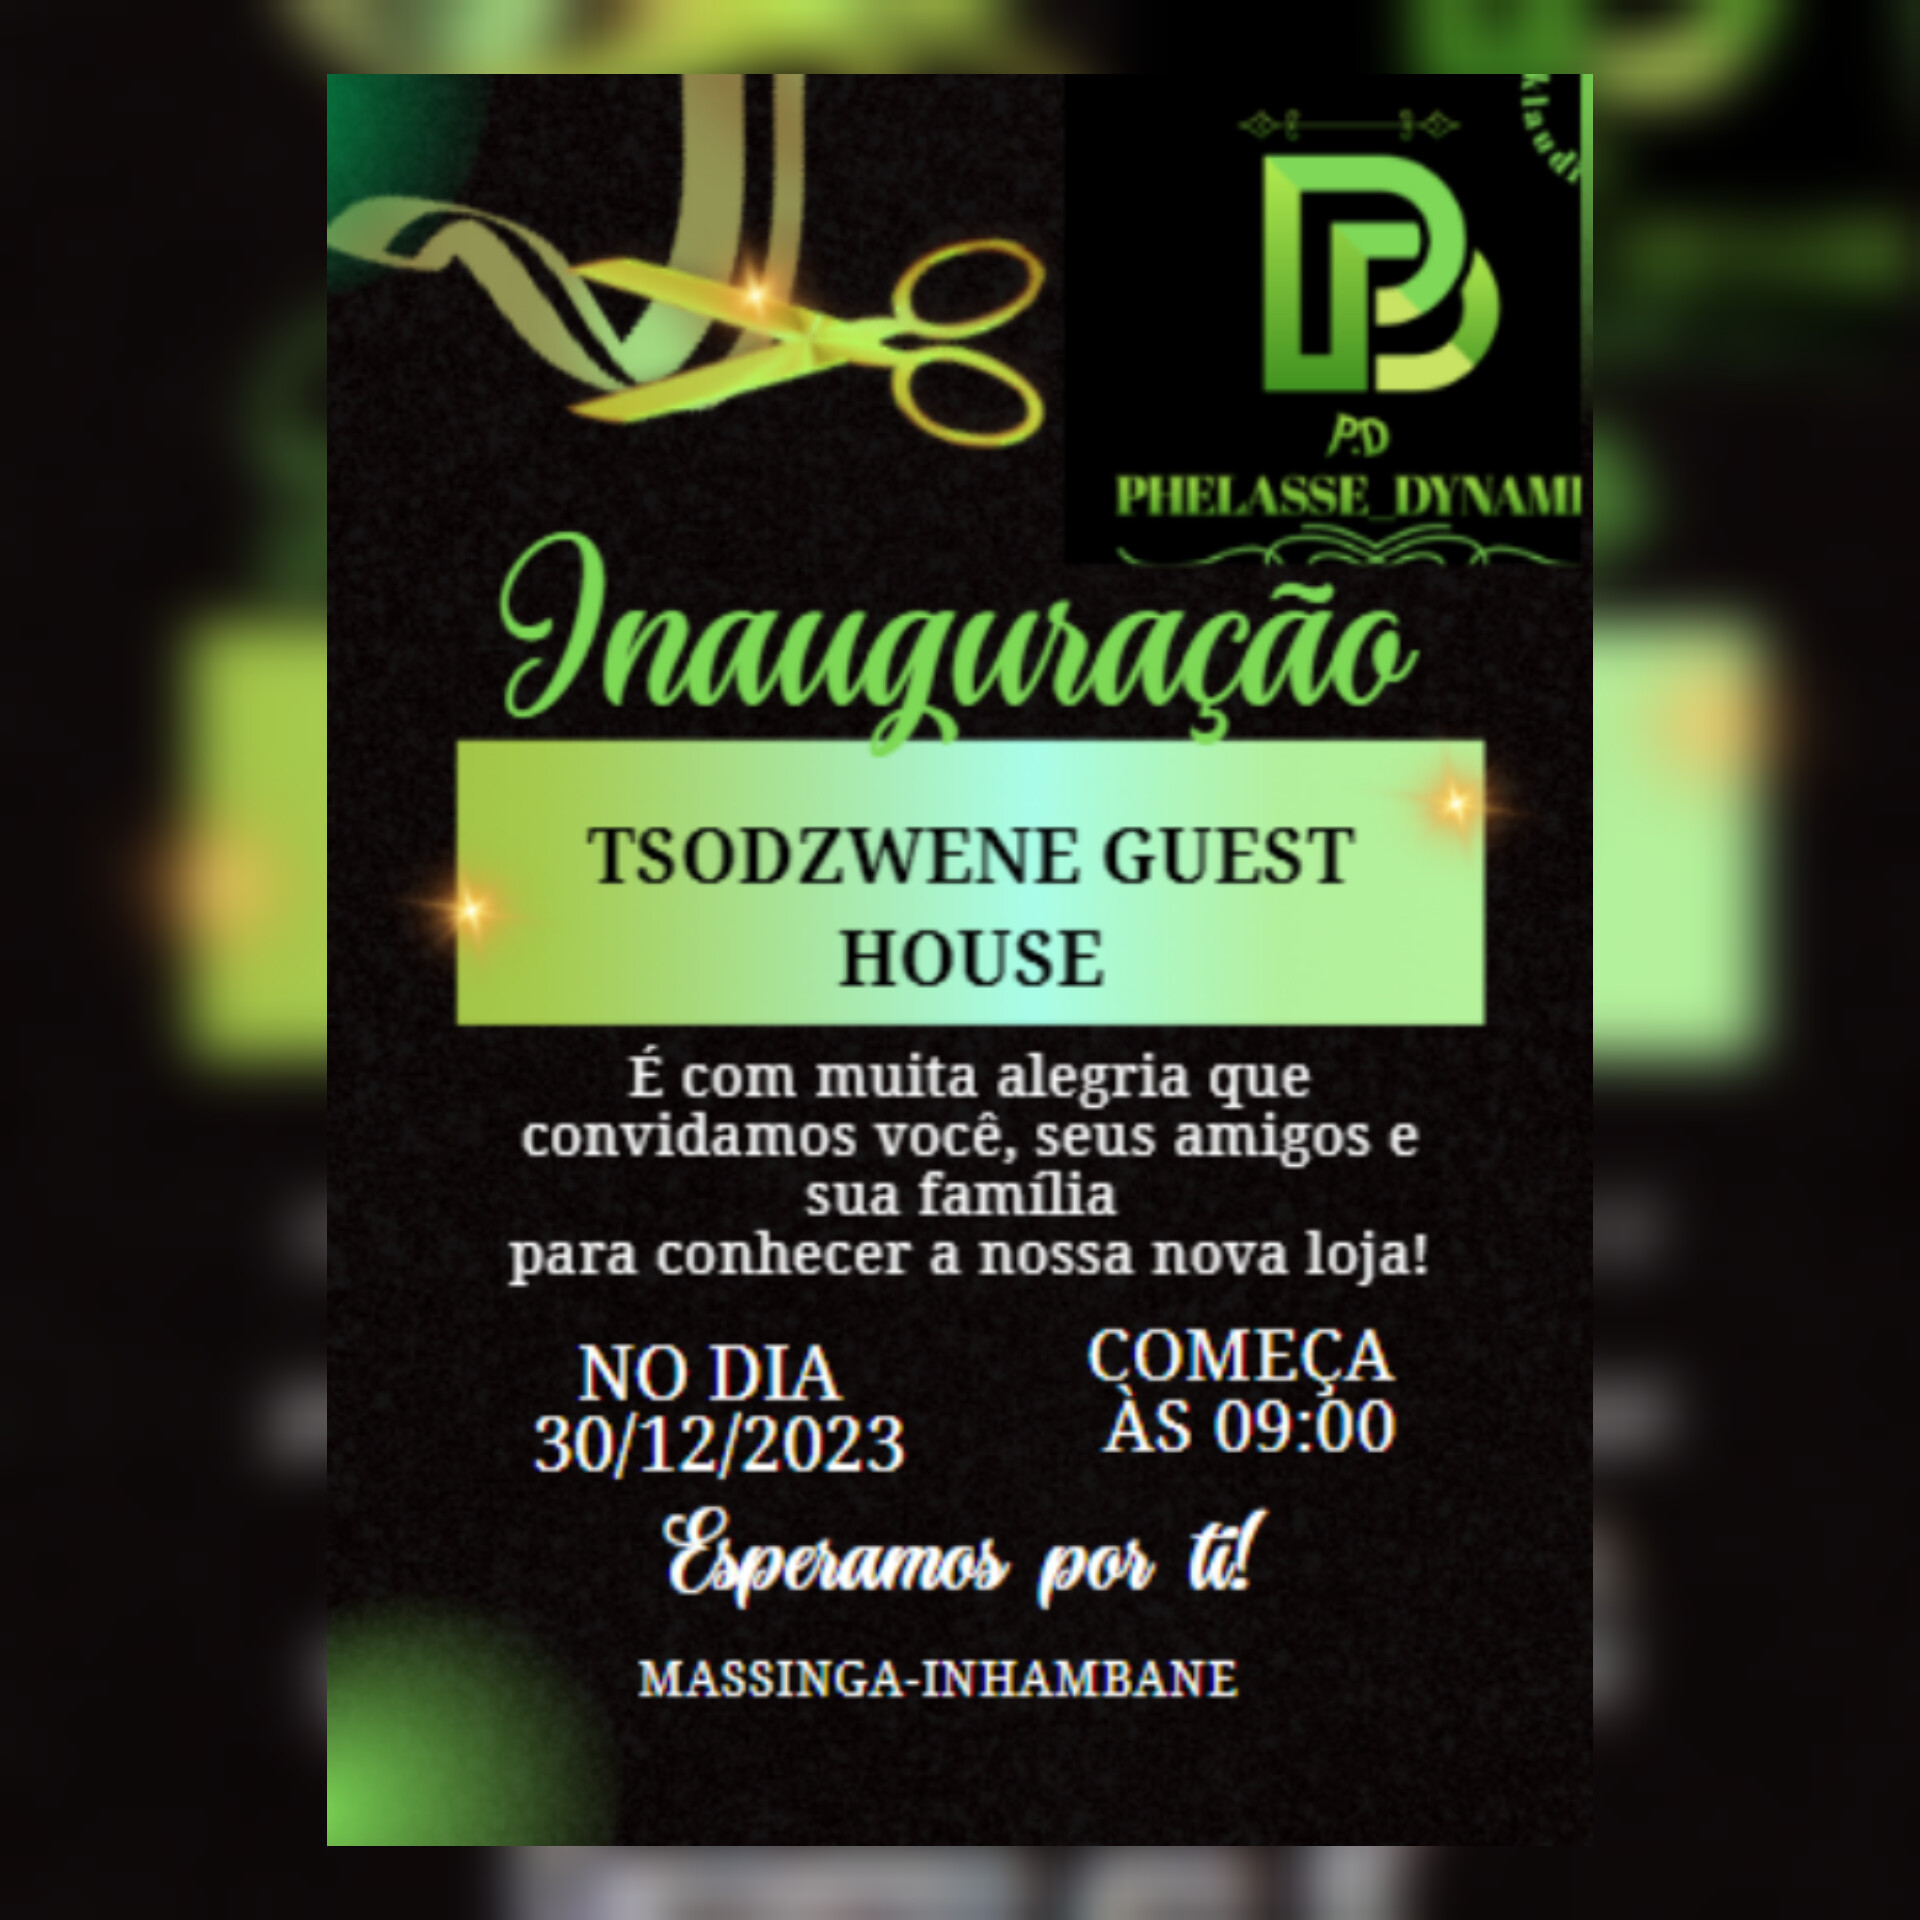 P.D
PHELASSE_DYNAMI
Inauguração
TSODZWENE GUEST
HOUSE
É com muita alegria que
convidamos você, seus amigos e
sua família
para conhecer a nossa nova loja!
NO DIA
30/12/2023
COMEÇA
ÀS 09:00
Esperamos por ti!
MASSINGA-INHAMBANE